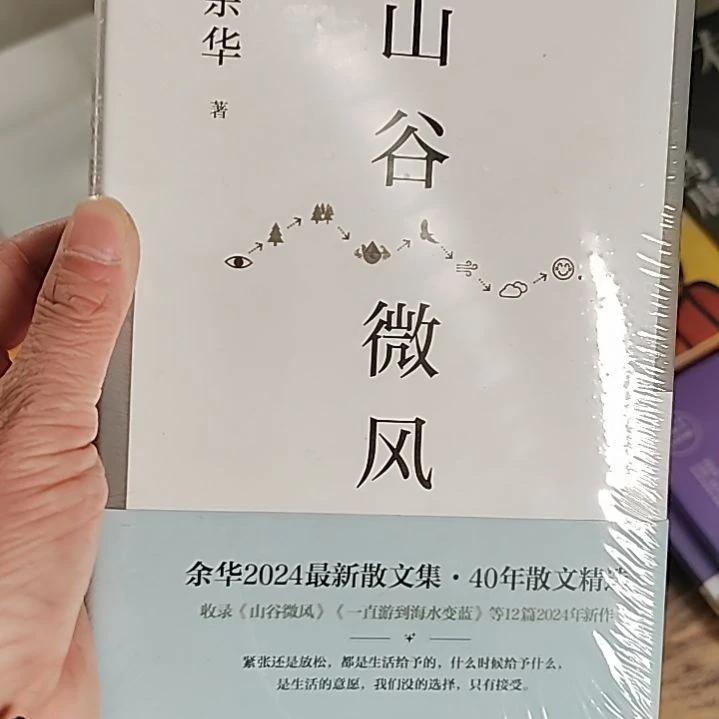 余华
著
山谷微风
余华2024最新散文集·40年散文精选
收录《山谷微风》《一直游到海水变蓝》等12篇2024年新作
紧张还是放松，都是生活给予的，什么时候给予什么，
是生活的意愿，我们没的选择，只有接受。